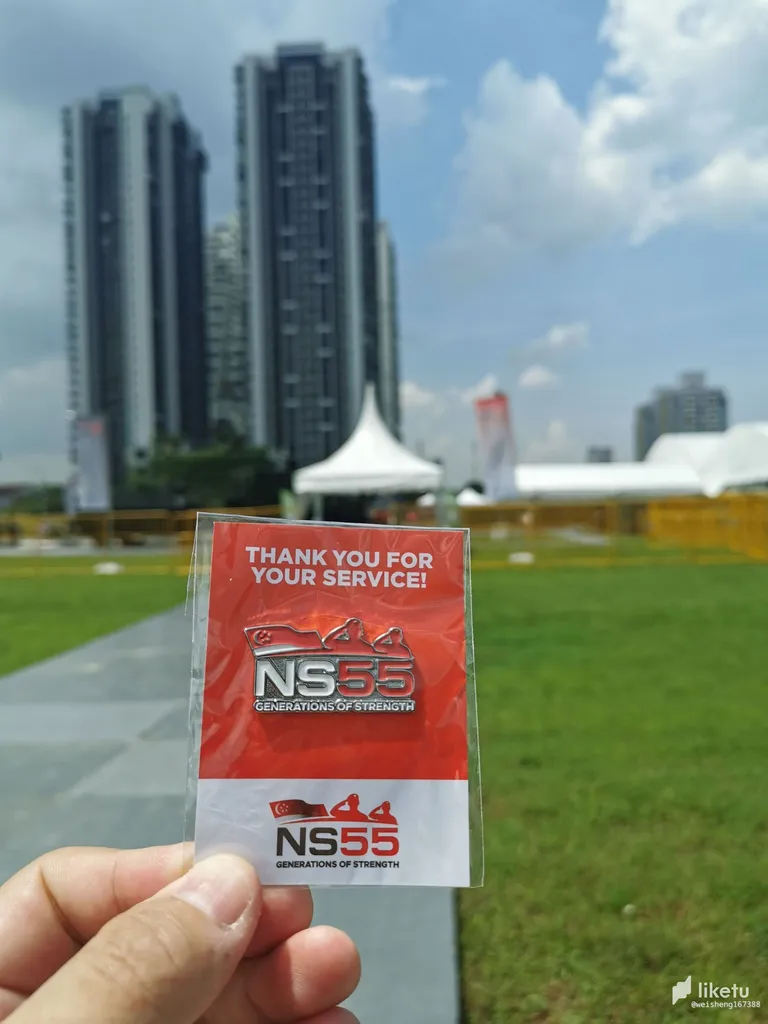 THANK YOU FOR
YOUR SERVICE!
NS55
GENERATIONS OF STRENGTH
NS55
GENERATIONS OF STRENGTH
liketu
@weisheng167388